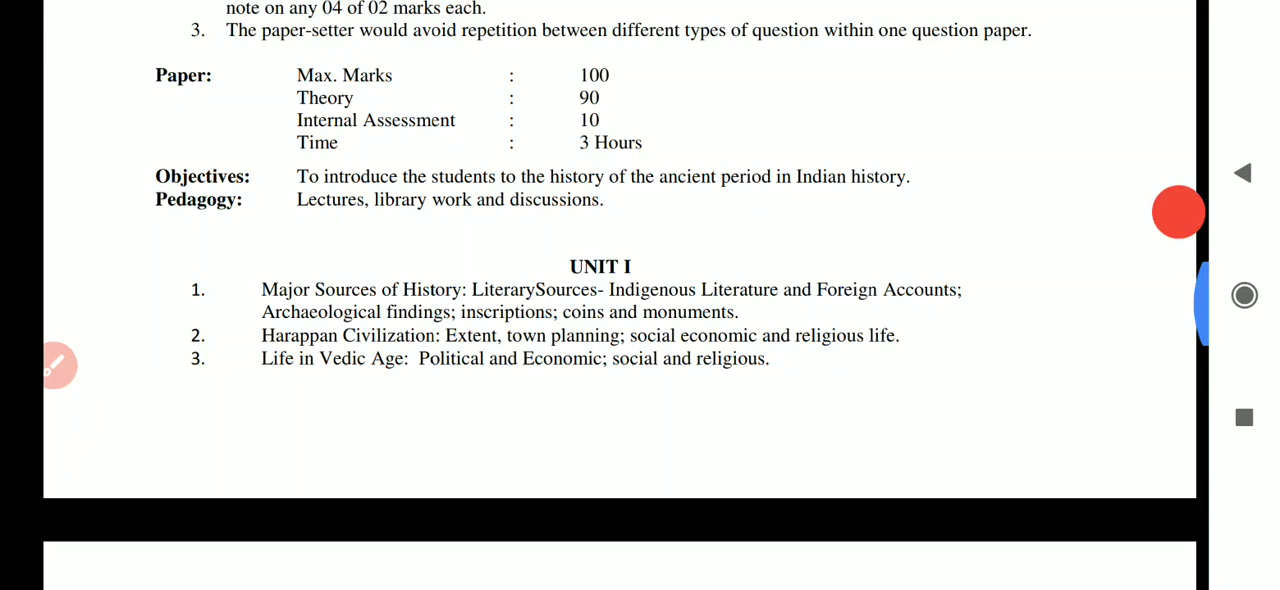 note on any 04 of 02 marks each.
3. The paper-setter would avoid repetition between different types of question within one question paper.
Paper: Max. Marks : 100
Theory : 90
Internal Assessment : 10
Time : 3 Hours
Objectives: To introduce the students to the history of the ancient period in Indian history.
Pedagogy: Lectures, library work and discussions.
UNIT I
1. Major Sources of History: LiterarySources- Indigenous Literature and Foreign Accounts;
Archaeological findings; inscriptions; coins and monuments.
2. Harappan Civilization: Extent, town planning; social economic and religious life.
3. Life in Vedic Age: Political and Economic; social and religious.